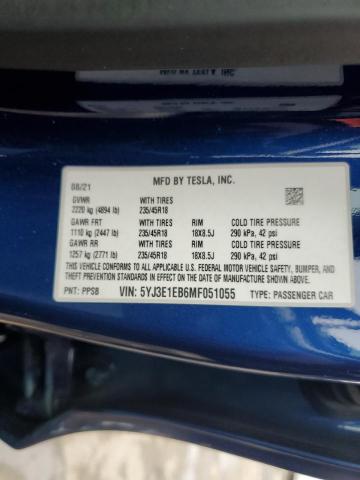 08/21 MFD BY TESLA, INC.
GVWR WITH TIRES
2220 kg (4894 lb) 235/45R18
GAWR FRT WITH TIRES RIM COLD TIRE PRESSURE
1110 kg (2447 lb) 235/45R18 18X8.5J 290 kPa, 42 psi
GAWR RR WITH TIRES RIM COLD TIRE PRESSURE
1257 kg (2771 lb) 235/45R18 18X8.5J 290 kPa, 42 psi
THIS VEHICLE CONFORMS TO ALL APPLICABLE U.S. FEDERAL MOTOR VEHICLE SAFETY, BUMPER, AND
THEFT PREVENTION STANDARDS IN EFFECT ON THE DATE OF MANUFACTURE SHOWN ABOVE.
PNT: PPSB VIN: 5YJ3E1EB6MF051055 TYPE: PASSENGER CAR